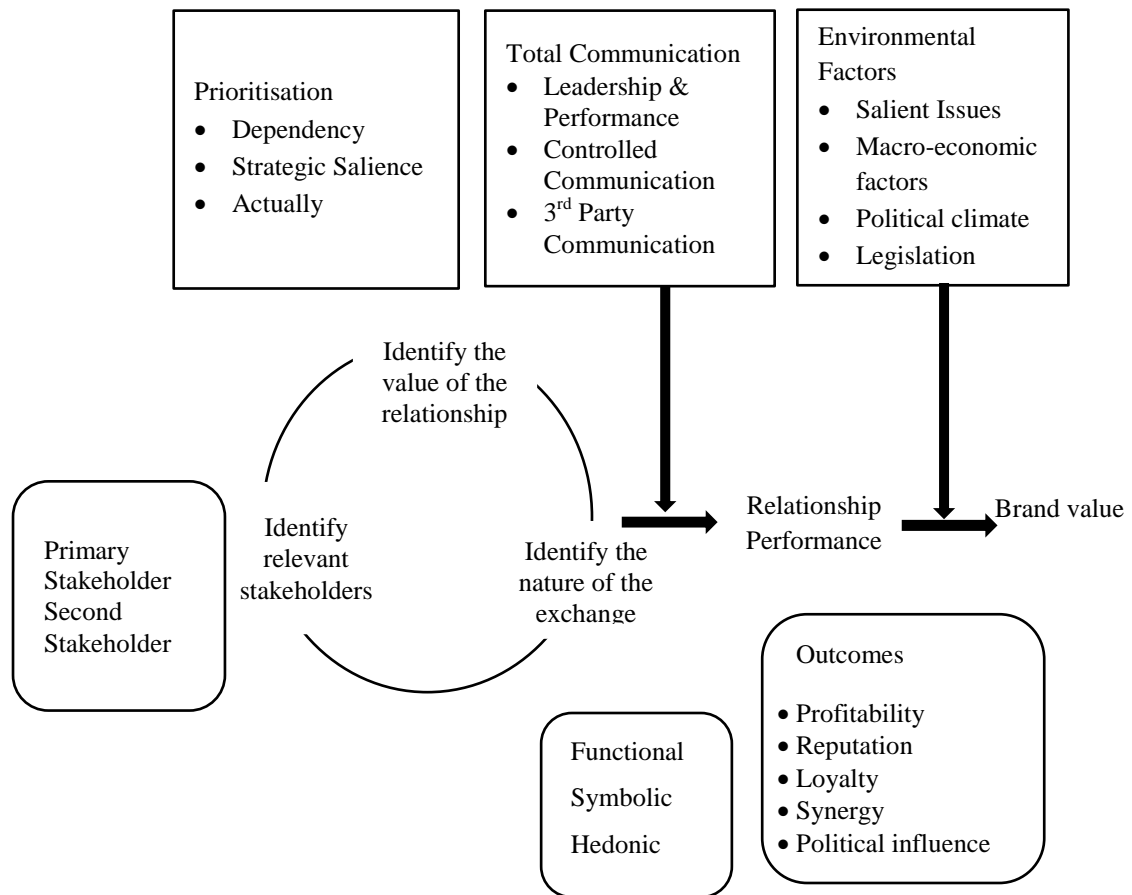 Prioritisation
• Dependency
• Strategic Salience
• Actually
Total Communication
• Leadership &
Performance
• Controlled
Communication
• 3rd Party
Communication
Environmental
Factors
• Salient Issues
• Macro-economic
factors
• Political climate
• Legislation
Identify the
value of the
relationship
Primary
Stakeholder
Second
Stakeholder
Identify
relevant
stakeholders
Identify the
nature of the
exchange
Relationship
Performance
Brand value
Functional
Symbolic
Hedonic
Outcomes
• Profitability
• Reputation
• Loyalty
• Synergy
• Political influence